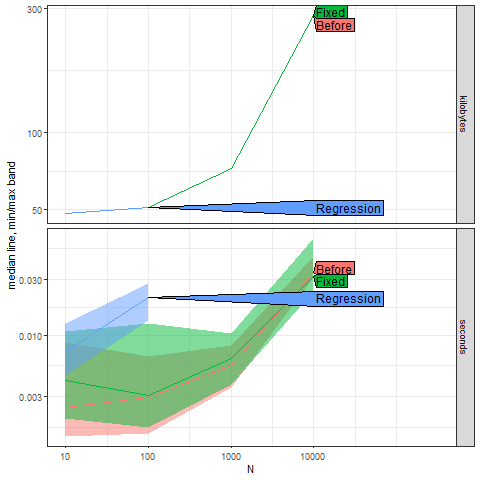 median line, min/max band
300
100
50
Fixed
Before
Regression
kilobytes
0.030
0.010
0.003
Before
Fixed
Regression
seconds
10
100
1000
10000
N